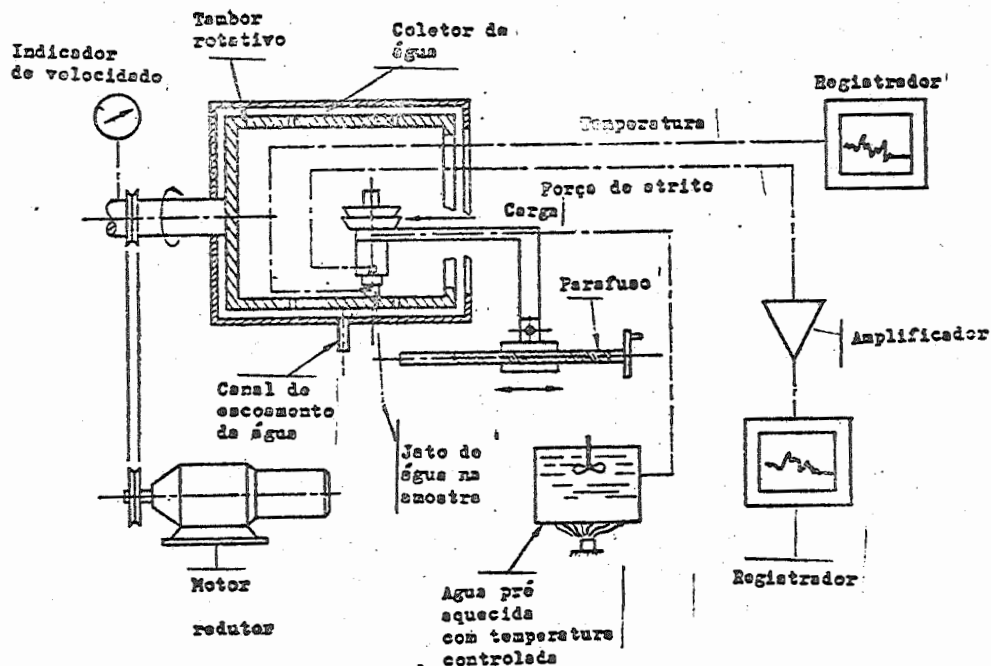 Tambor
rotativo
Coletor de
água
Indicador
de velocidade
Registrador
Temperatura
Força de atrito
Carga
Parafuso
Amplificador
Canal de
escoamento
da água
Jato de
água na
amostra
Motor
redutor
Agua pré
aquecida
com temperatura
controlada
Registrador